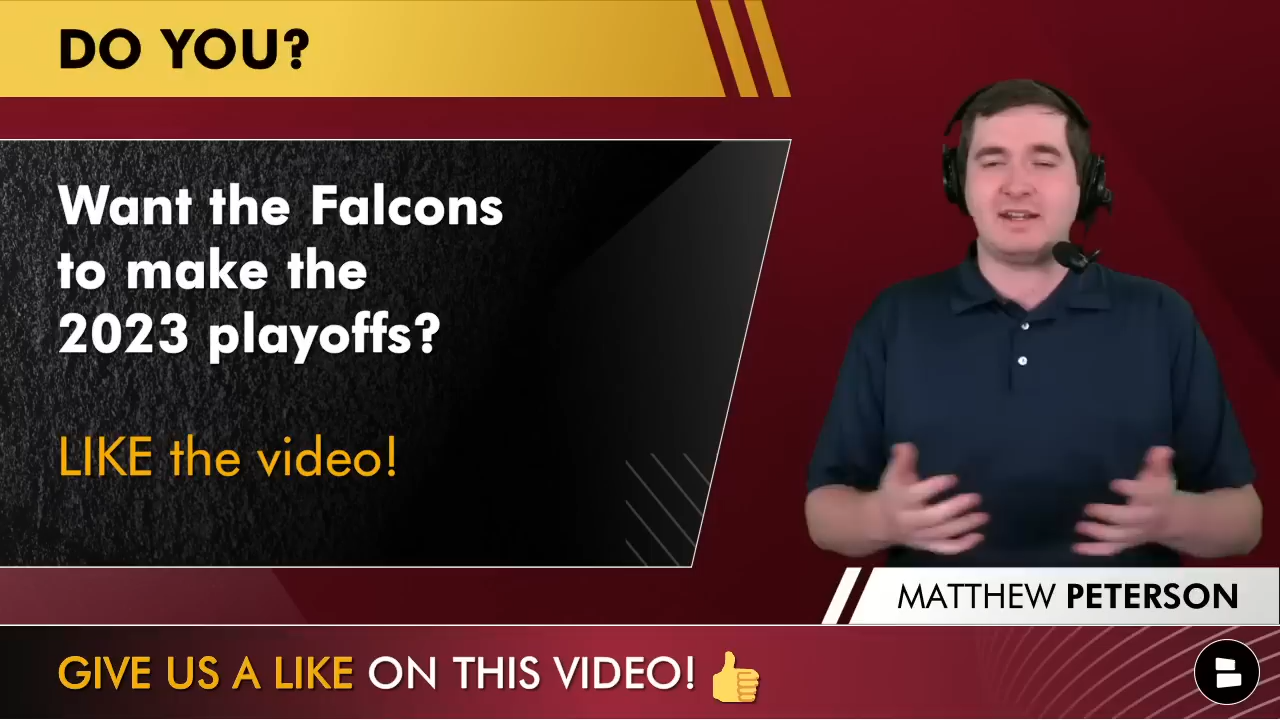 DO YOU?
Want the Falcons
to make the
2023 playoffs?
LIKE the video!
MATTHEW PETERSON
GIVE US A LIKE ON THIS VIDEO!